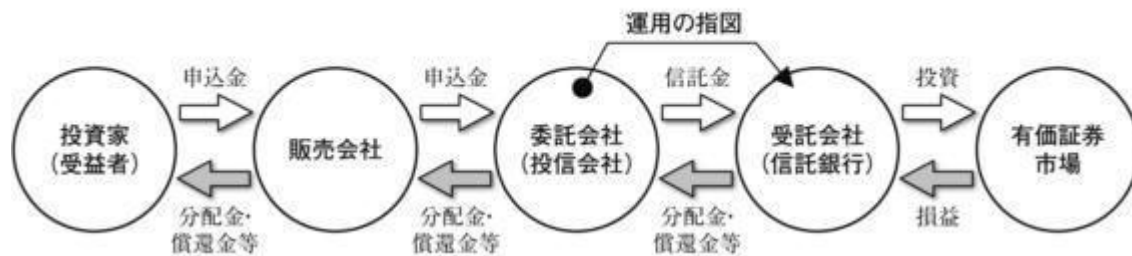 運用の指図
申込金
申込金
信託金
投資
投資家
（受益者）
販売会社
委託会社
（投信会社）
受託会社
（信託銀行）
有価証券
市場
分配金・
償還金等
分配金・
償還金等
分配金・
償還金等
損益